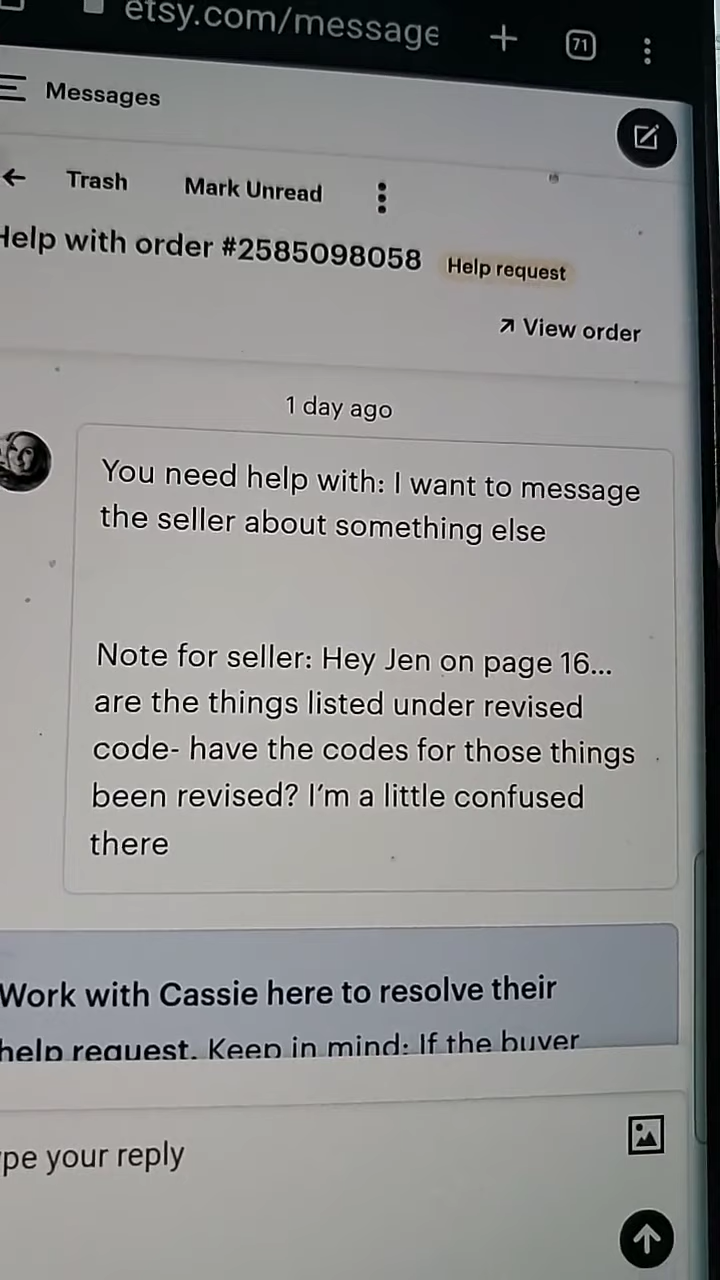 etsy.com/message
71
Messages
Trash
Mark Unread
Help with order #2585098058
Help request
View order
1 day ago
You need help with: I want to message
the seller about something else
Note for seller: Hey Jen on page 16...
are the things listed under revised
code- have the codes for those things
been revised? I'm a little confused
there
Work with Cassie here to resolve their
help request. Keep in mind: If the buyer
pe your reply